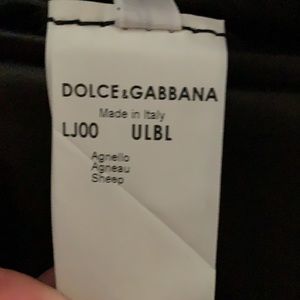 DOLCE&GABBANA
Made in Italy
LJ00 ULBL
Agnello
Agneau
Sheep